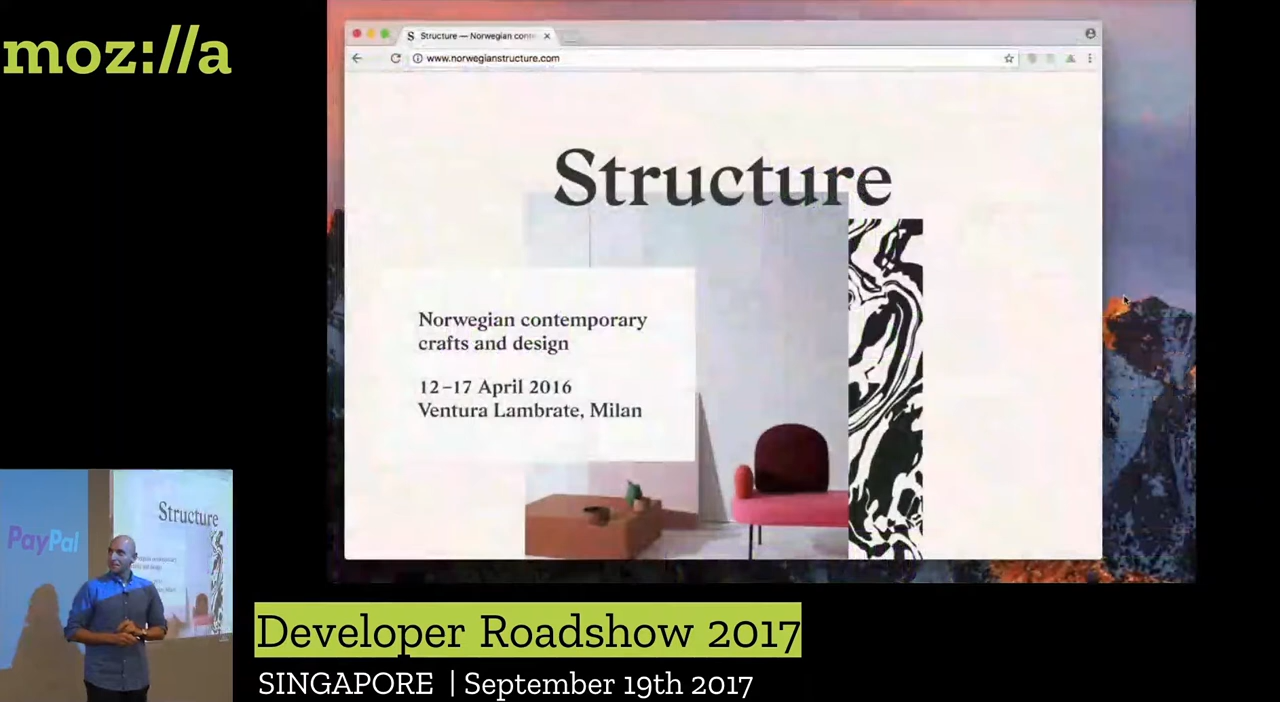 moz://a
S Structure — Norwegian conte
www.norwegianstructure.com
Structure
Norwegian contemporary
crafts and design
12–17 April 2016
Ventura Lambrate, Milan
PayPal
Structure
Developer Roadshow 2017
SINGAPORE | September 19th 2017